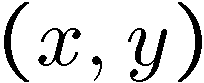 (x, y)